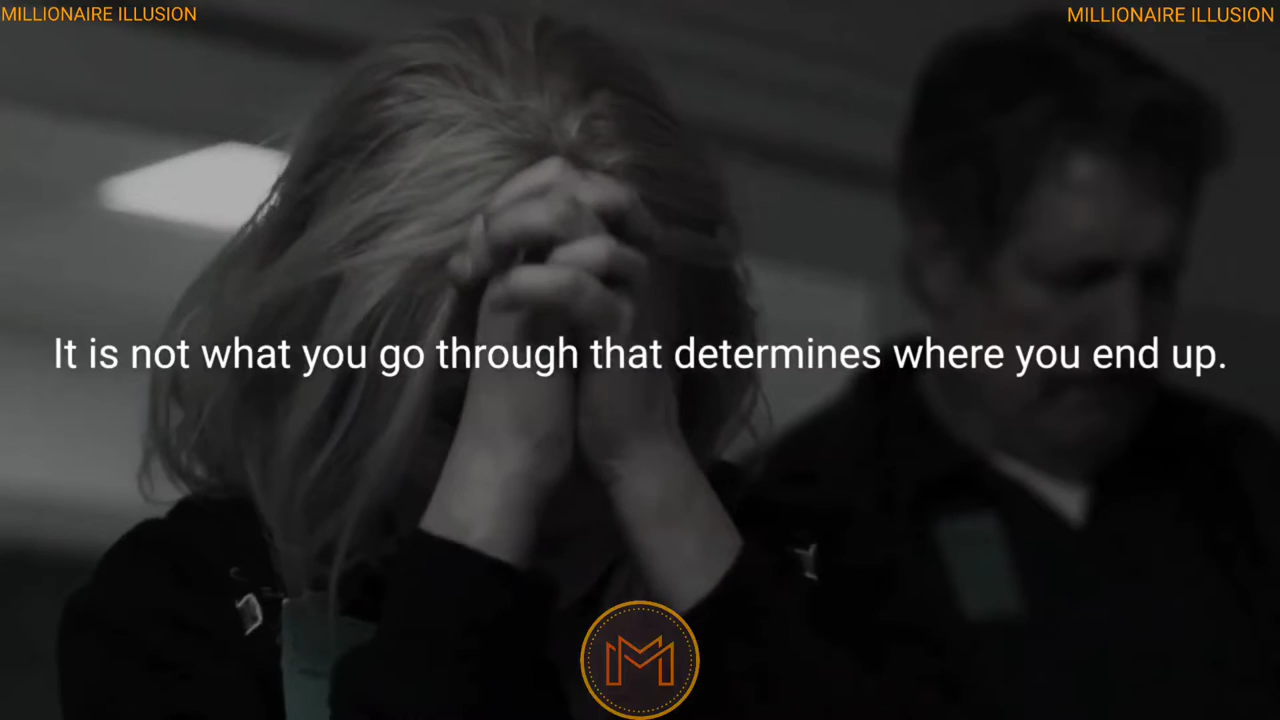 MILLIONAIRE ILLUSION
MILLIONAIRE ILLUSION
It is not what you go through that determines where you end up.